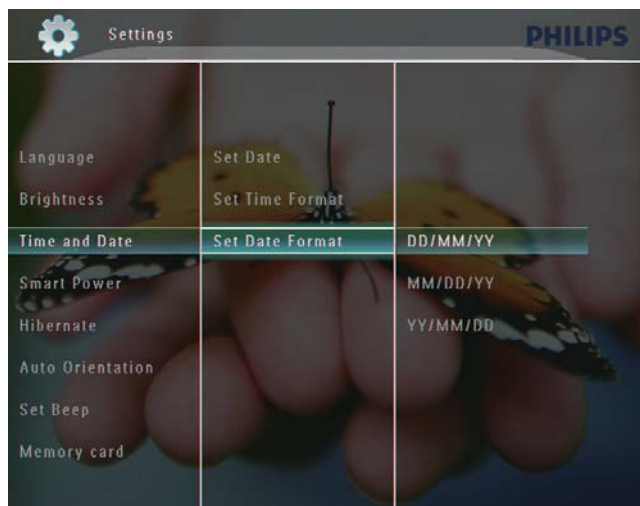 Settings
PHILIPS
Language
Brightness
Time and Date
Smart Power
Hibernate
Auto Orientation
Set Beep
Memory card
Set Date
Set Time Format
Set Date Format
DD/MM/YY
MM/DD/YY
YY/MM/DD